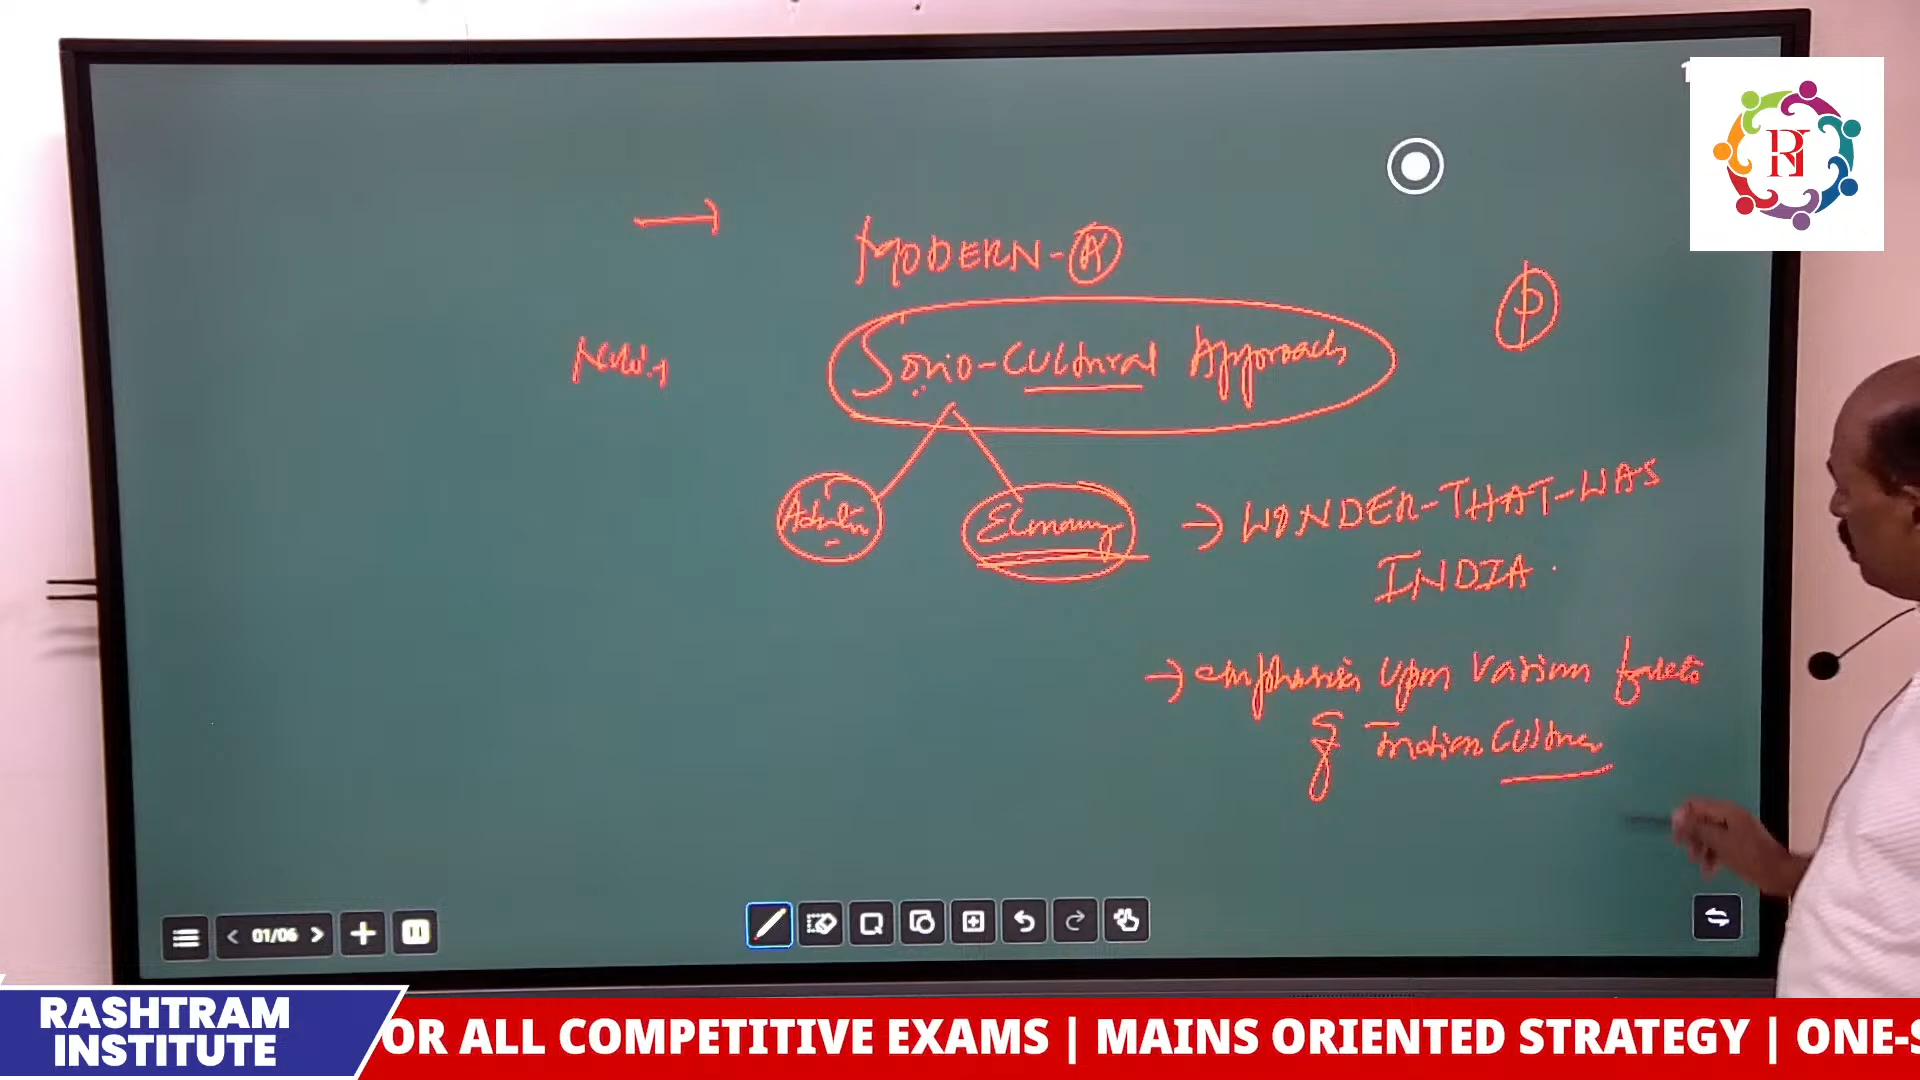 MODERN - A
Socio-Cultural Approach
P
Admin
Economy
→ WONDER-THAT-WAS
INDIA.
→ emphasis upon various facets
of Indian Culture
01/06
RI
RASHTRAM
INSTITUTE
OR ALL COMPETITIVE EXAMS | MAINS ORIENTED STRATEGY | ONE-S